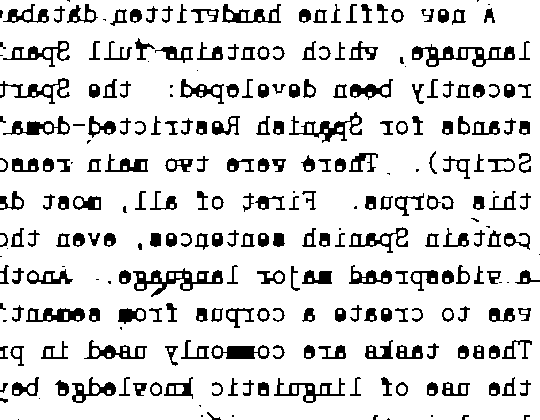 A new offline handwritten databas
language, which contains full Spani
recently been developed: the Spart
stands for Spanish Restricted-domai
Script). There were two main reaso
this corpus. First of all, most da
contain Spanish sentences, even tho
a widespread major language. Anoth
was to create a corpus from semant
These tasks are commonly used in pr
the use of linguistic knowledge bey